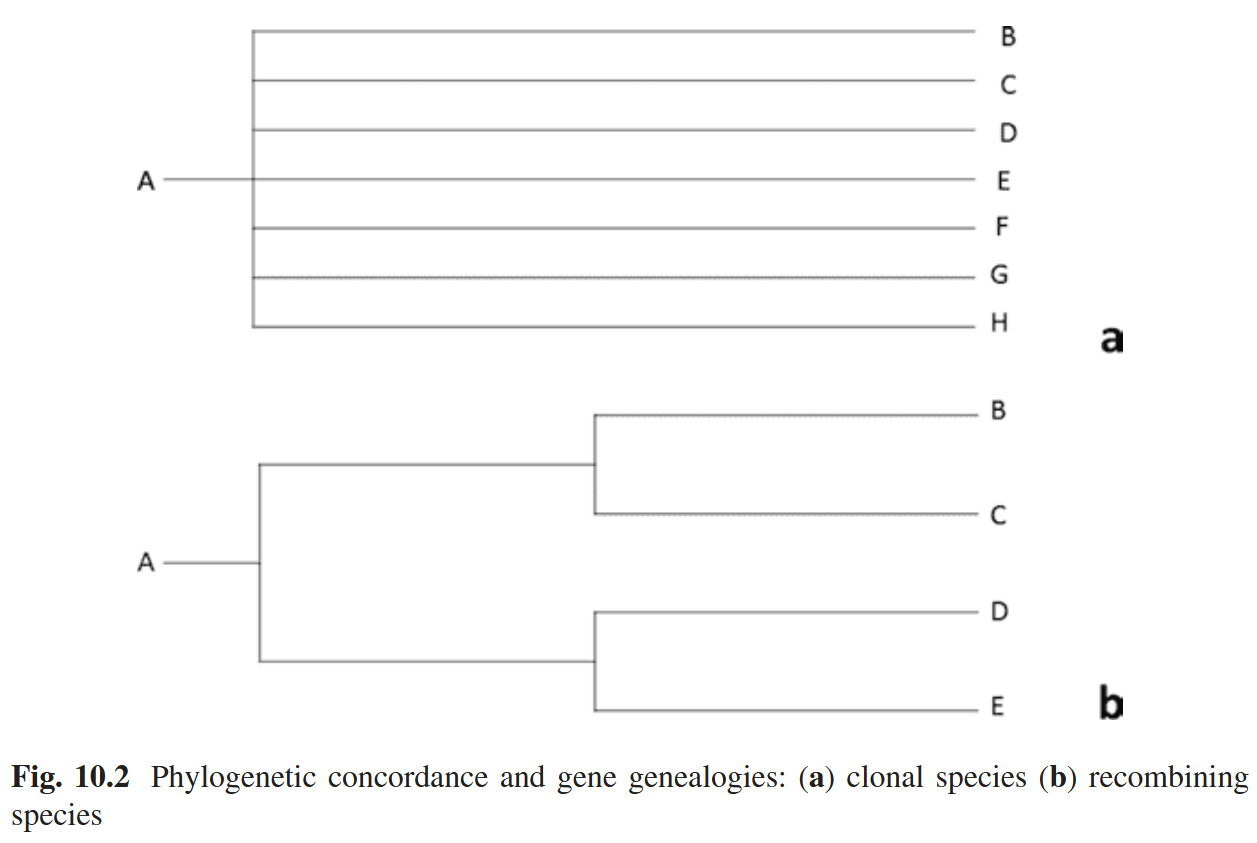 B
C
D
A
E
F
G
H
a
B
C
A
D
E
b
Fig. 10.2 Phylogenetic concordance and gene genealogies: (a) clonal species (b) recombining
species